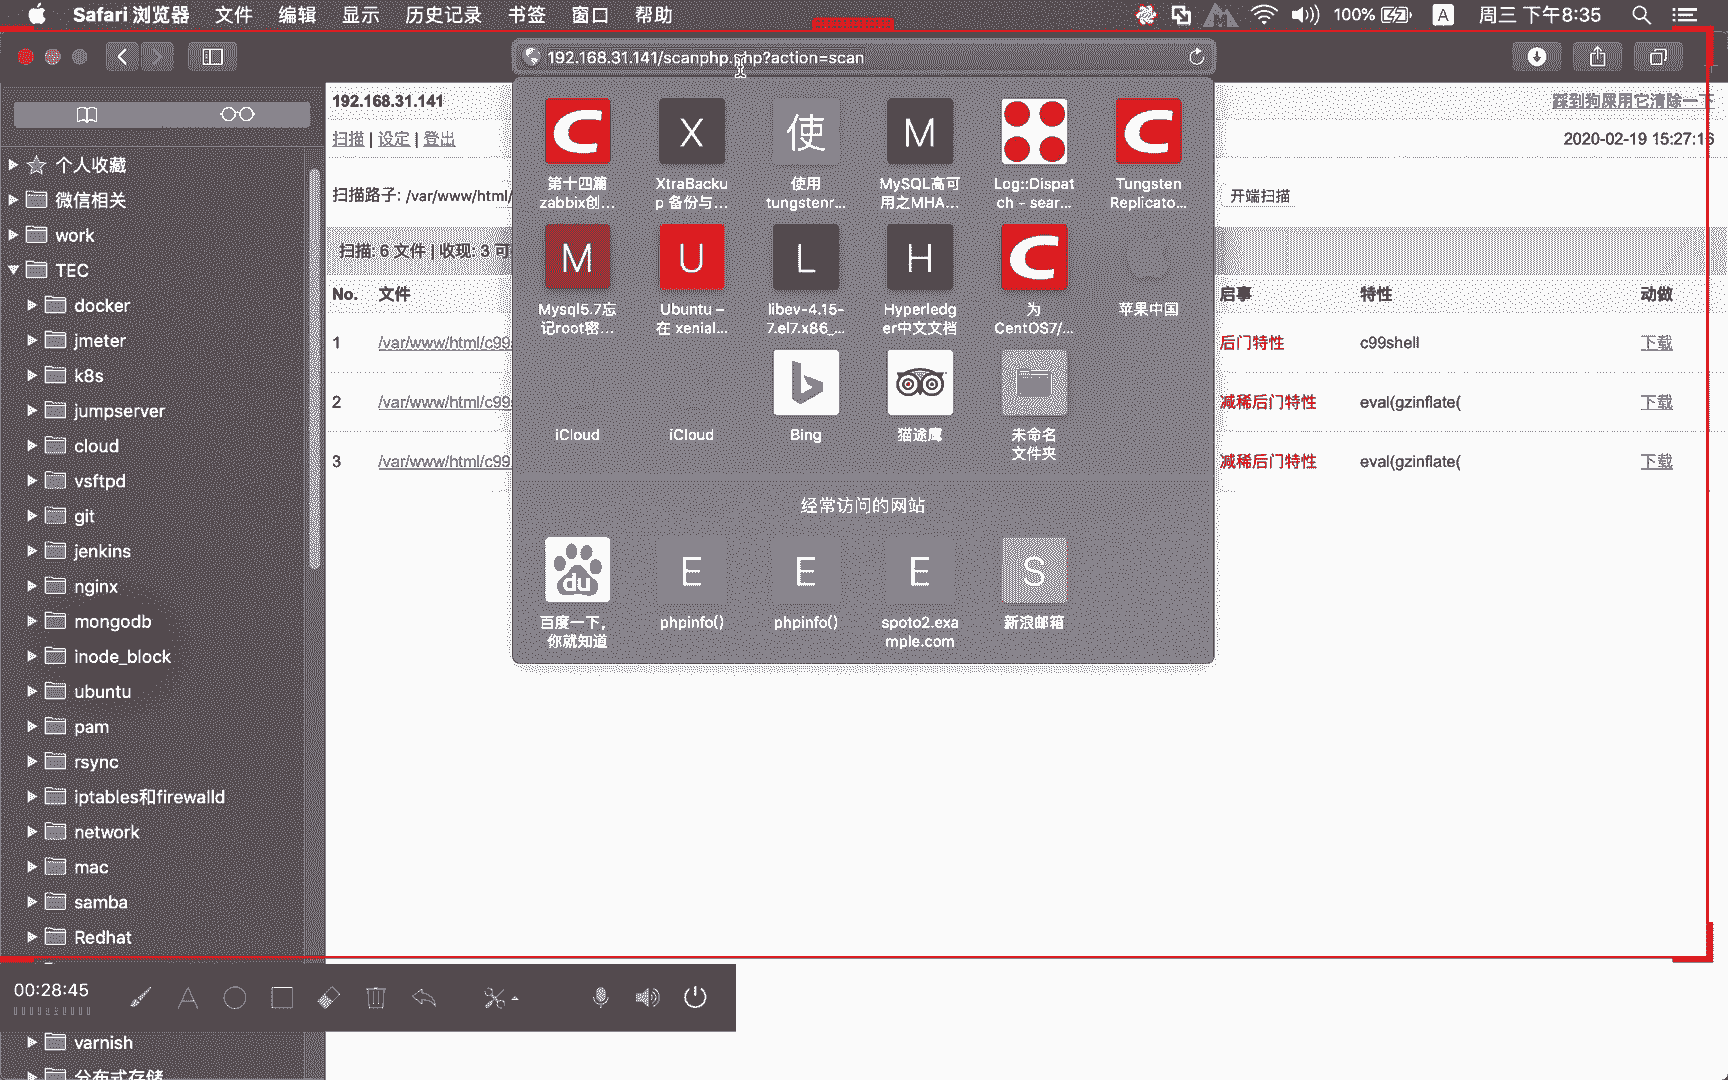 Safari 浏览器 文件 编辑 显示 历史记录 书签 窗口 帮助 100% A 周三 下午8:35
192.168.31.141/scanphp.php?action=scan
192.168.31.141
踩到狗屎用它清除一下
扫描 | 设定 | 登出
2020-02-19 15:27:16
扫描路子: /var/www/html/
开端扫描
扫描: 6 文件 | 收现: 3 可
No. 文件 启事 特性 动做
1 /var/www/html/c99 后门特性 c99shell 下载
2 /var/www/html/c99 减稀后门特性 eval(gzinflate( 下载
3 /var/www/html/c99 减稀后门特性 eval(gzinflate( 下载
个人收藏
微信相关
work
TEC
docker
jmeter
k8s
jumpserver
cloud
vsftpd
git
jenkins
nginx
mongodb
inode_block
ubuntu
pam
rsync
iptables和firewalld
network
mac
samba
Redhat
varnish
分布式存储
X 使 M
第十四篇
zabbix创...
XtraBacku
p 备份与...
使用
tungstenr...
MySQL高可
用之MHA...
Log::Dispat
ch - sear...
Tungsten
Replicato...
M U L H
Mysql5.7忘
记root密...
Ubuntu –
在 xenial...
libev-4.15-
7.el7.x86_...
Hyperledg
er中文文档
为
CentOS7/...
苹果中国
iCloud
iCloud
Bing
猫途鹰
未命名
文件夹
经常访问的网站
du E E E S
百度一下，
你就知道
phpinfo()
phpinfo()
spoto2.exa
mple.com
新浪邮箱
00:28:45
A